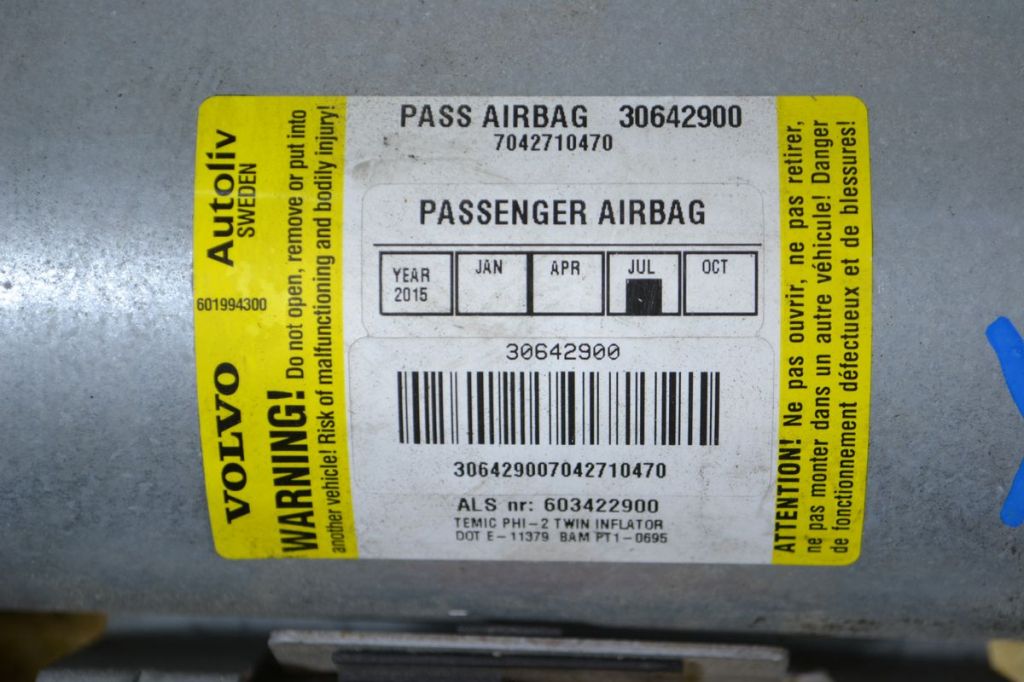 Autoliv
SWEDEN
601994300
VOLVO
WARNING! Do not open, remove or put into
another vehicle! Risk of malfunctioning and bodily injury!
PASS AIRBAG 30642900
7042710470
PASSENGER AIRBAG
YEAR 2015 JAN APR JUL OCT
30642900
306429007042710470
ALS nr: 603422900
TEMIC PHI-2 TWIN INFLATOR
DOT E-11379 BAM PT1-0695
ATTENTION! Ne pas ouvrir, ne pas retirer,
ne pas monter dans un autre véhicule! Danger
de fonctionnement défectueux et de blessures!